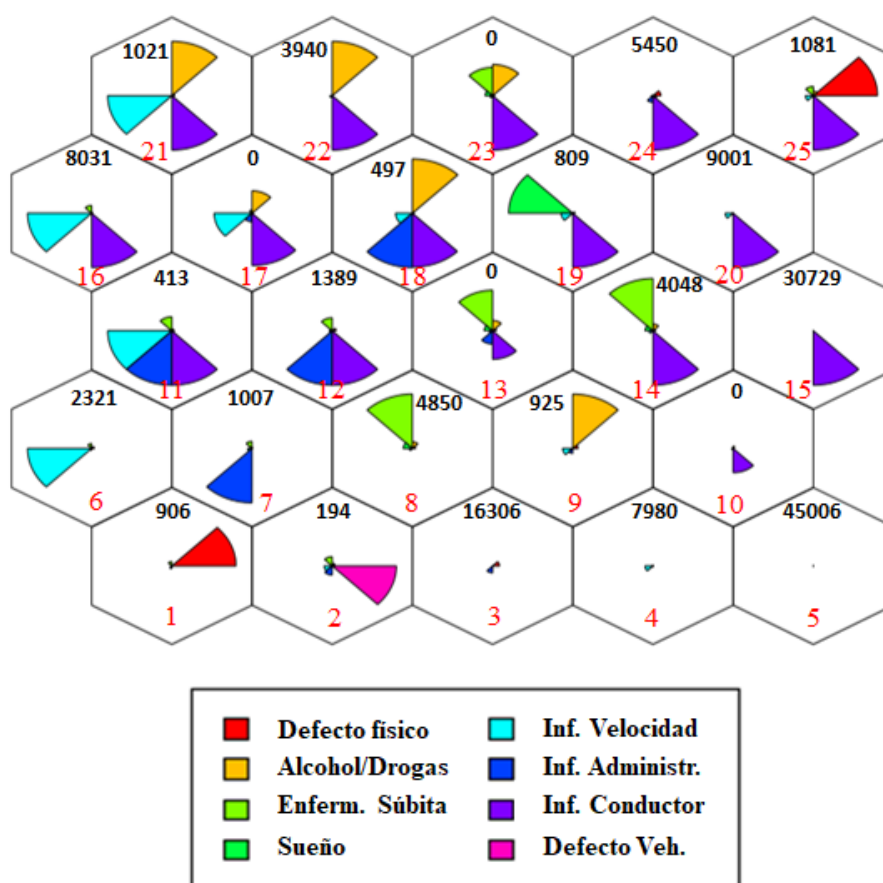 1021 3940 0 5450 1081
21 22 23 24 25
8031 0 497 809 9001
16 17 18 19 20
413 1389 0 4048 30729
11 12 13 14 15
2321 1007 4850 925 0
6 7 8 9 10
906 194 16306 7980 45006
1 2 3 4 5
Defecto físico Inf. Velocidad
Alcohol/Drogas Inf. Administr.
Enferm. Súbita Inf. Conductor
Sueño Defecto Veh.